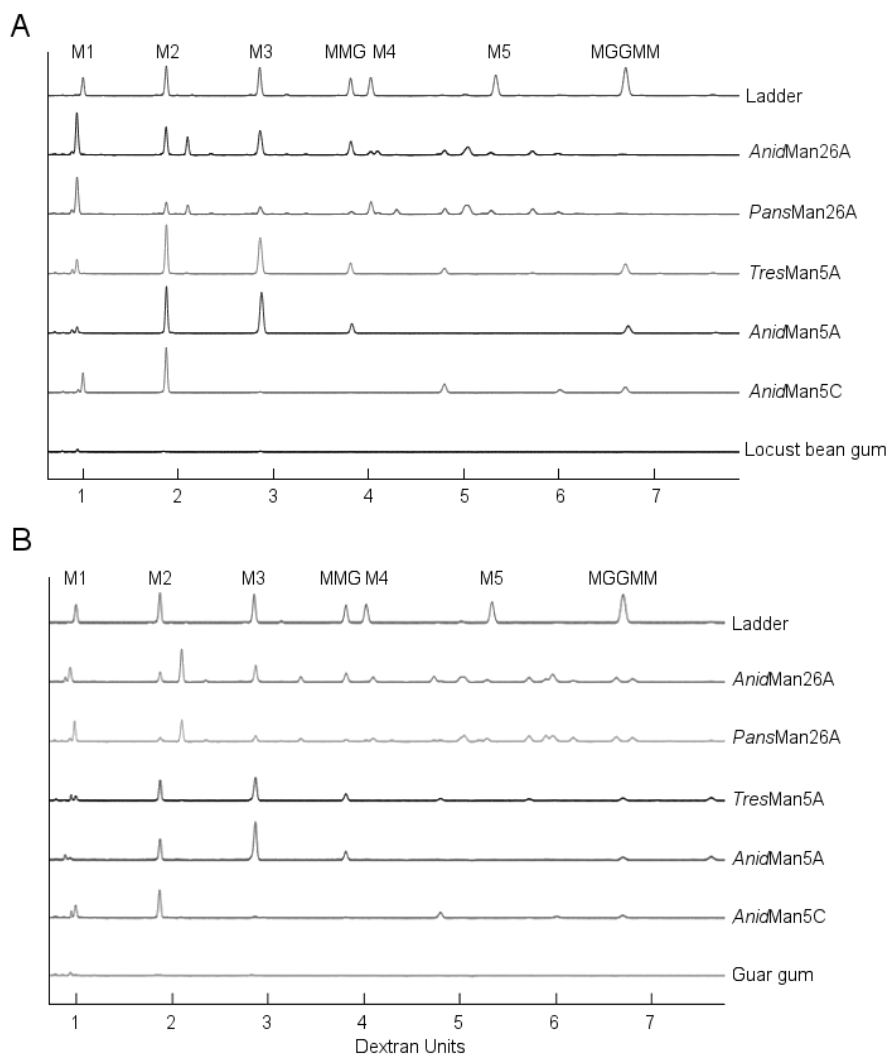 A
M1 M2 M3 MMG M4 M5 MGGMM
Ladder
AnidMan26A
PansMan26A
TresMan5A
AnidMan5A
AnidMan5C
Locust bean gum
1 2 3 4 5 6 7
B
M1 M2 M3 MMG M4 M5 MGGMM
Ladder
AnidMan26A
PansMan26A
TresMan5A
AnidMan5A
AnidMan5C
Guar gum
1 2 3 4 5 6 7
Dextran Units